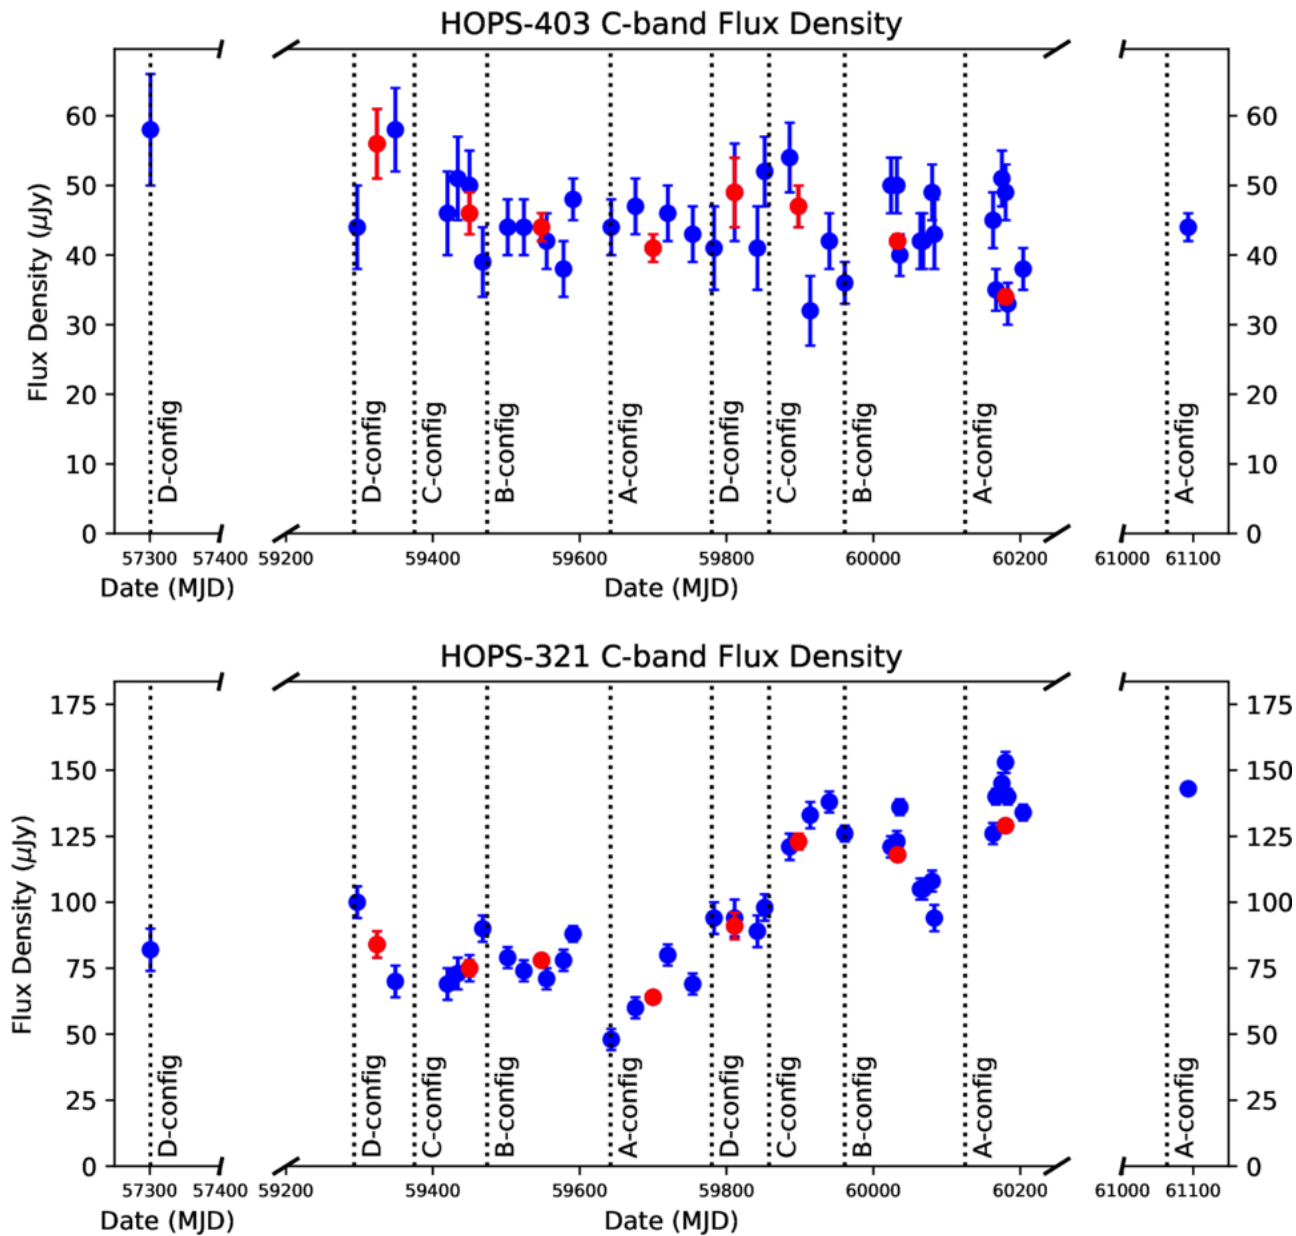 HOPS-403 C-band Flux Density
Flux Density (μJy)
60
50
40
30
20
10
0
60
50
40
30
20
10
0
D-config
D-config
C-config
B-config
A-config
D-config
C-config
B-config
A-config
A-config
57300 57400 59200 59400 59600 59800 60000 60200 61000 61100
Date (MJD) Date (MJD) Date (MJD)
HOPS-321 C-band Flux Density
Flux Density (μJy)
175
150
125
100
75
50
25
0
175
150
125
100
75
50
25
0
D-config
D-config
C-config
B-config
A-config
D-config
C-config
B-config
A-config
A-config
57300 57400 59200 59400 59600 59800 60000 60200 61000 61100
Date (MJD) Date (MJD) Date (MJD)